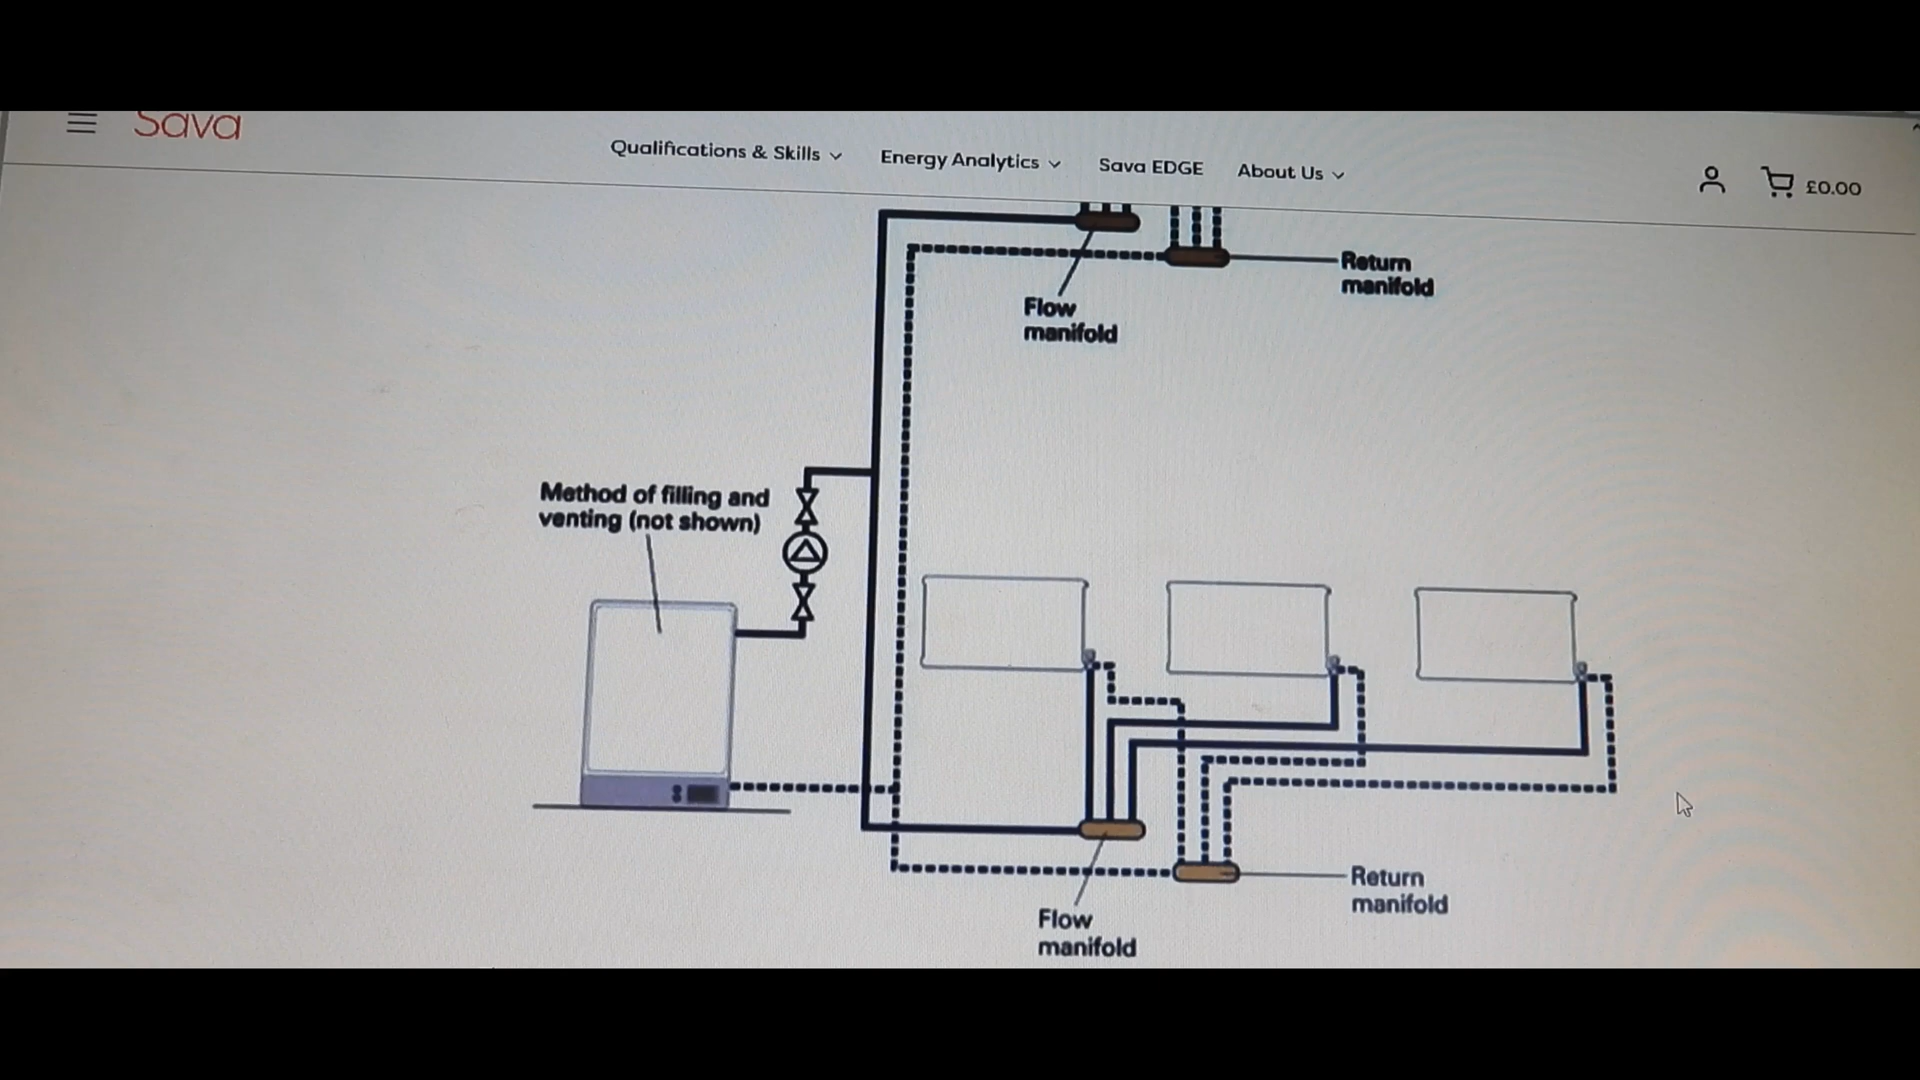 Sava
Qualifications & Skills
Energy Analytics
Sava EDGE
About Us
£0.00
Return
manifold
Flow
manifold
Method of filling and
venting (not shown)
Return
manifold
Flow
manifold